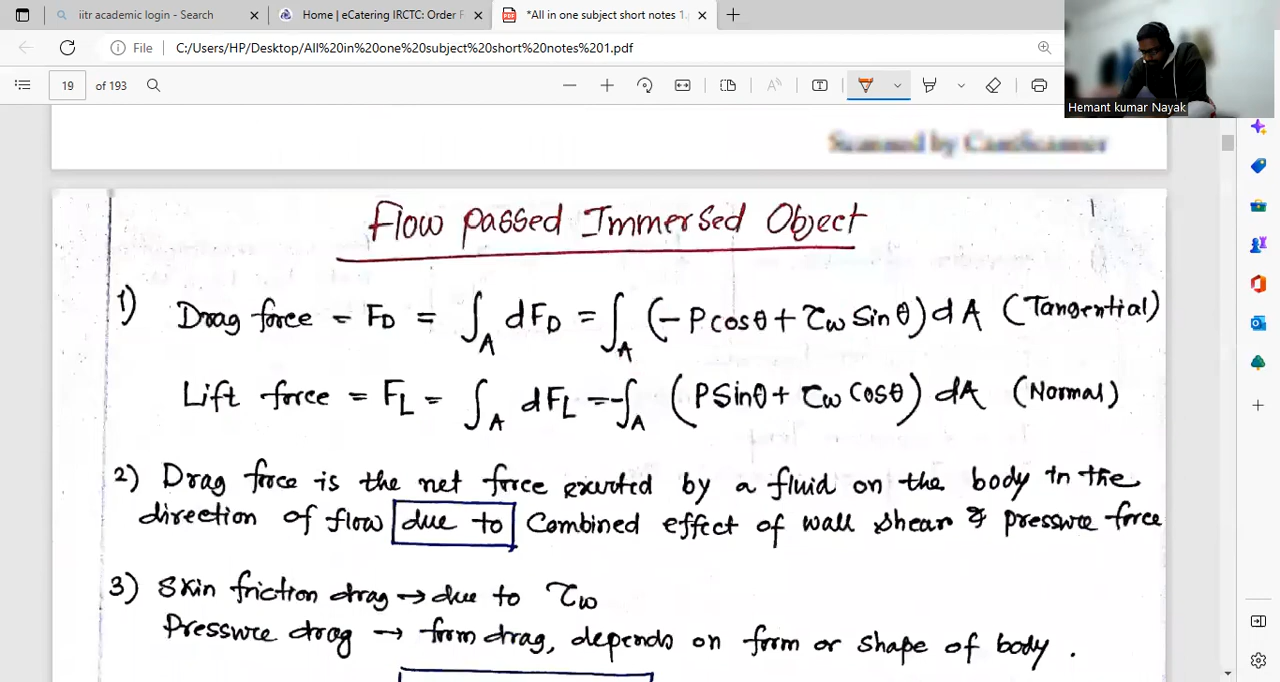 iitr academic login - Search
Home | eCatering IRCTC: Order F
*All in one subject short notes 1.p
File
C:/Users/HP/Desktop/All%20in%20one%20subject%20short%20notes%201.pdf
19 of 193
Hemant kumar Nayak
Scanned by CamScanner
Flow Passed Immersed Object
1) Drag force = FD = ∫A dFD = ∫A (-Pcosθ + τw Sinθ) dA (Tangential)
Lift force = FL = ∫A dFL = -∫A (PSinθ + τw Cosθ) dA (Normal)
2) Drag force is the net force exerted by a fluid on the body in the
direction of flow due to Combined effect of wall shear & pressure force
3) Skin friction drag → due to τw
Pressure drag → form drag, depends on form or shape of body.